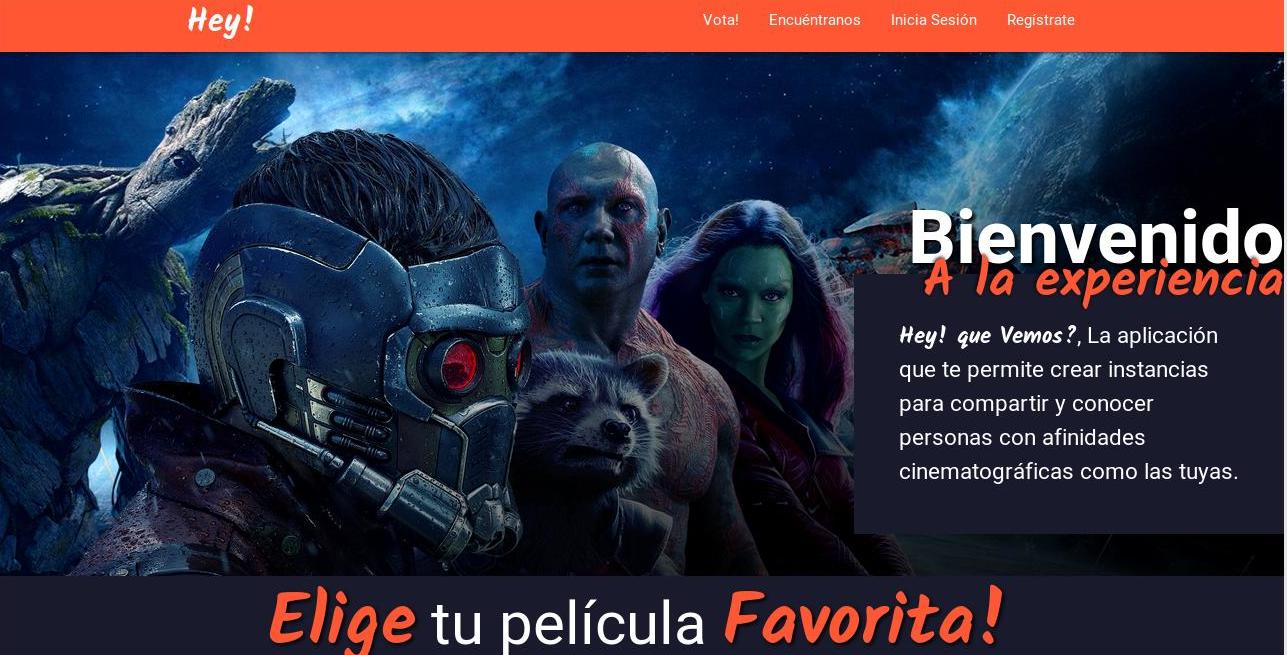 Hey!
Vota! Encuéntranos Inicia Sesión Regístrate
Bienvenido
A la experiencia
Hey! que Vemos?, La aplicación
que te permite crear instancias
para compartir y conocer
personas con afinidades
cinematográficas como las tuyas.
Elige tu película Favorita!